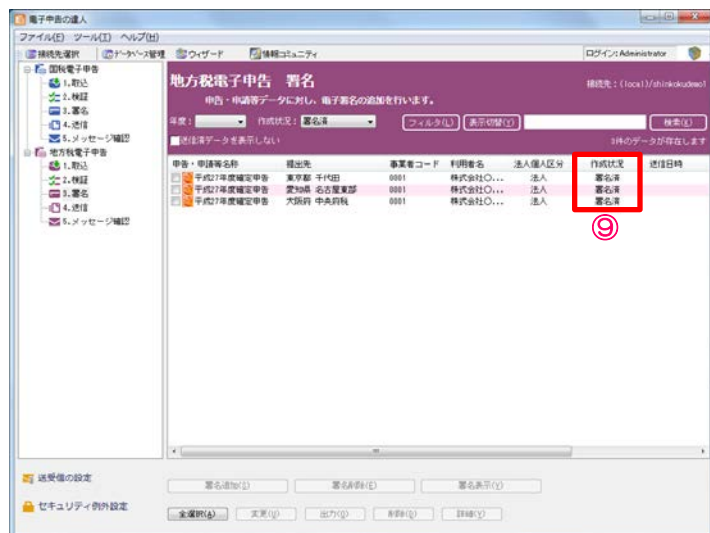 電子申告の達人
ファイル(F) ツール(T) ヘルプ(H)
接続先選択 データベース管理 ウィザード 情報コミュニティ ログイン: Administrator
国税電子申告
1.取込
2.検証
3.署名
4.送信
5.メッセージ確認
地方税電子申告
1.取込
2.検証
3.署名
4.送信
5.メッセージ確認
地方税電子申告 署名
接続先：(local)/shinkokudemo1
申告・申請等データに対し、電子署名の追加を行います。
年度： 作成状況：署名済 フィルタ(L) 表示切替(Y) 検索(X)
送信済データを表示しない 3件のデータが存在します
申告・申請等名称 提出先 事業者コード 利用者名 法人個人区分 作成状況 送信日時
平成27年度確定申告 東京都 千代田 0001 株式会社〇... 法人 署名済
平成27年度確定申告 愛知県 名古屋東部 0001 株式会社〇... 法人 署名済
平成27年度確定申告 大阪府 中央府税 0001 株式会社〇... 法人 署名済
⑨
送受信の設定
署名追加(I) 署名削除(E) 署名表示(Y)
セキュリティ例外設定
全選択(A) 変更(U) 出力(O) 削除(D) 詳細(Y)